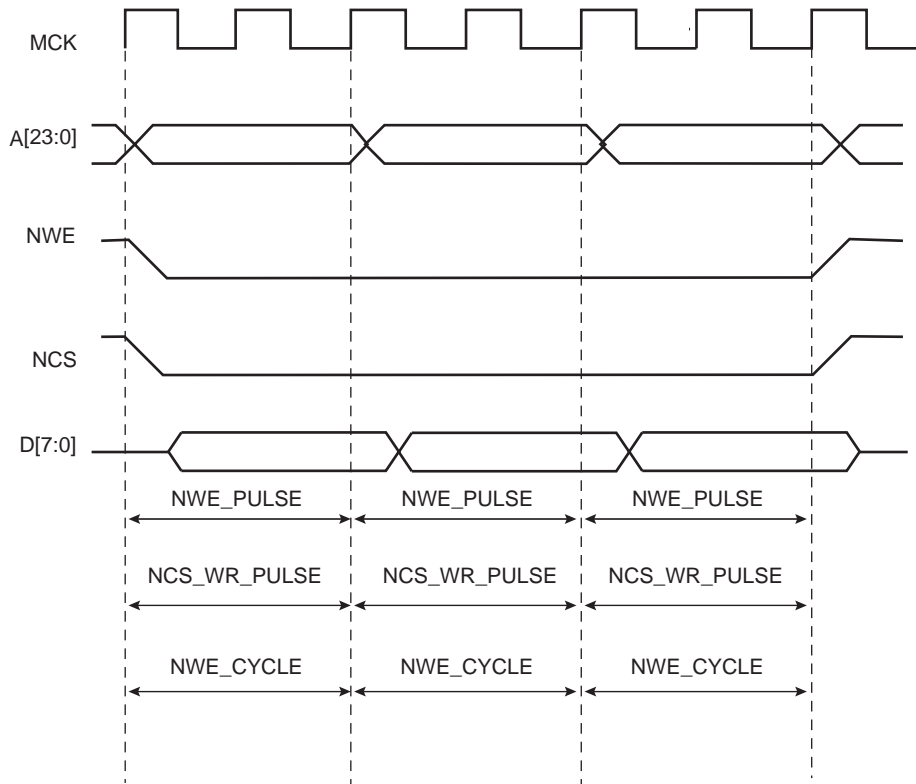 MCK
A[23:0]
NWE
NCS
D[7:0]
NWE_PULSE NWE_PULSE NWE_PULSE
NCS_WR_PULSE NCS_WR_PULSE NCS_WR_PULSE
NWE_CYCLE NWE_CYCLE NWE_CYCLE